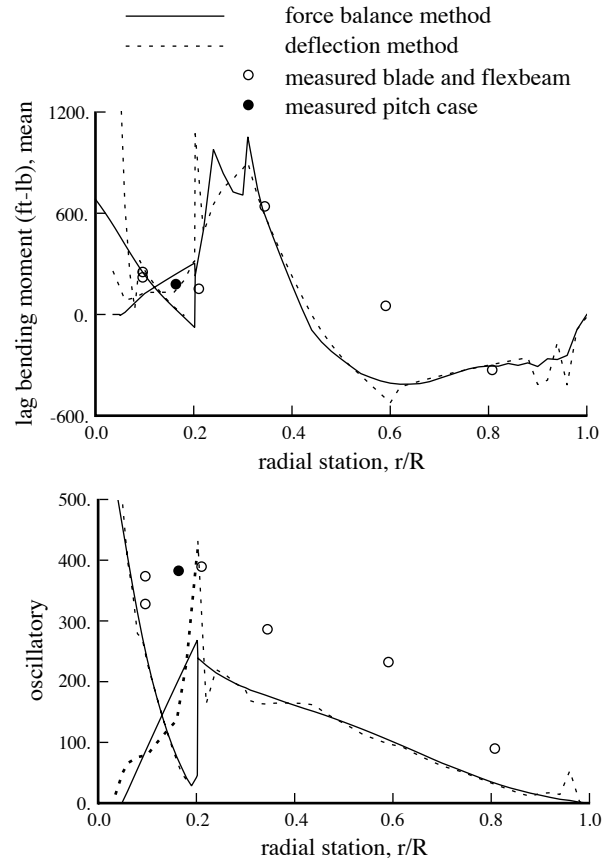 force balance method
deflection method
measured blade and flexbeam
measured pitch case
lag bending moment (ft-lb), mean
1200.
600.
0.
-600.
0.0 0.2 0.4 0.6 0.8 1.0
radial station, r/R
oscillatory
500.
400.
300.
200.
100.
0.
0.0 0.2 0.4 0.6 0.8 1.0
radial station, r/R